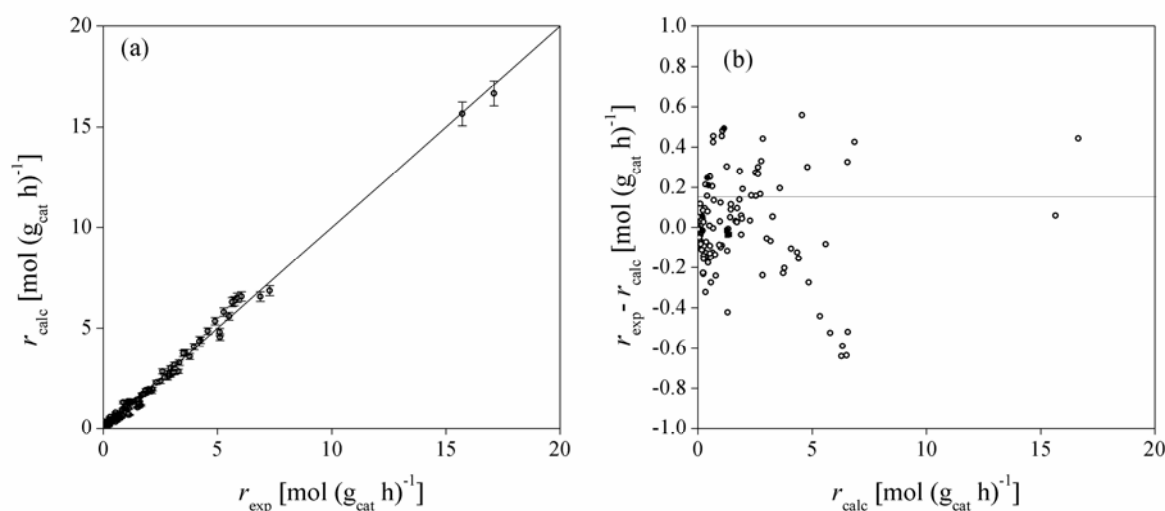 (a)
20
15
10
5
0
0 5 10 15 20
r_calc [mol (g_cat h)^-1]
r_exp [mol (g_cat h)^-1]
(b)
1.0
0.8
0.6
0.4
0.2
0.0
-0.2
-0.4
-0.6
-0.8
-1.0
0 5 10 15 20
r_exp - r_calc [mol (g_cat h)^-1]
r_calc [mol (g_cat h)^-1]